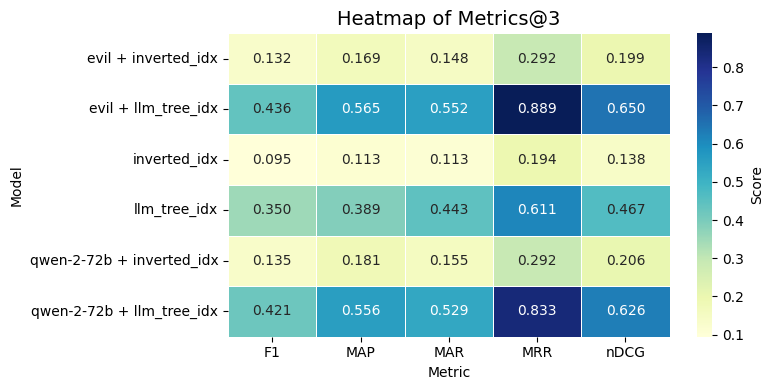 Heatmap of Metrics@3
Model
evil + inverted_idx 0.132 0.169 0.148 0.292 0.199
evil + llm_tree_idx 0.436 0.565 0.552 0.889 0.650
inverted_idx 0.095 0.113 0.113 0.194 0.138
llm_tree_idx 0.350 0.389 0.443 0.611 0.467
qwen-2-72b + inverted_idx 0.135 0.181 0.155 0.292 0.206
qwen-2-72b + llm_tree_idx 0.421 0.556 0.529 0.833 0.626
F1 MAP MAR MRR nDCG
Metric
0.8
0.7
0.6
0.5
0.4
0.3
0.2
0.1
Score